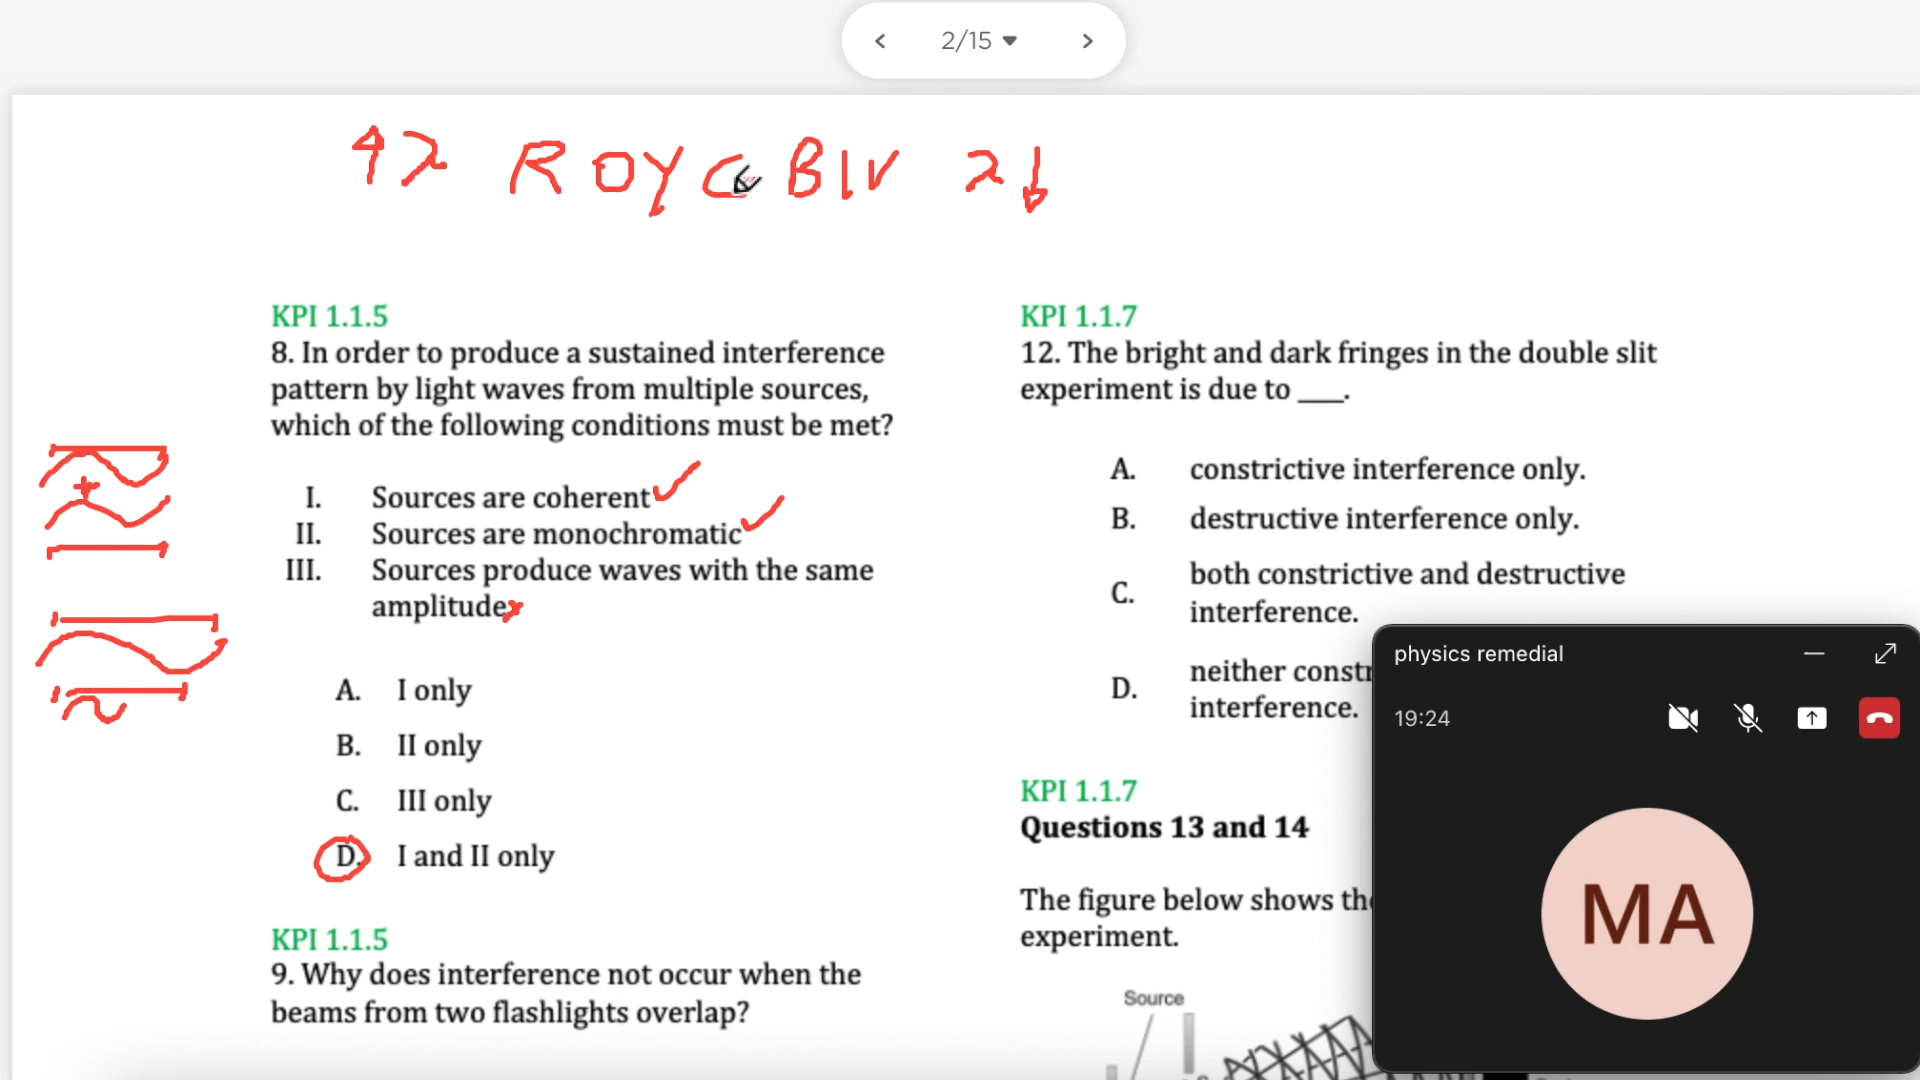 2/15
ROYG BIV
KPI 1.1.5
8. In order to produce a sustained interference
pattern by light waves from multiple sources,
which of the following conditions must be met?
I. Sources are coherent
II. Sources are monochromatic
III. Sources produce waves with the same
amplitude
A. I only
B. II only
C. III only
D. I and II only
KPI 1.1.5
9. Why does interference not occur when the
beams from two flashlights overlap?
KPI 1.1.7
12. The bright and dark fringes in the double slit
experiment is due to ____.
A. constrictive interference only.
B. destructive interference only.
C. both constrictive and destructive
interference.
D. neither constr
interference.
KPI 1.1.7
Questions 13 and 14
The figure below shows the
experiment.
Source
physics remedial
19:24
MA